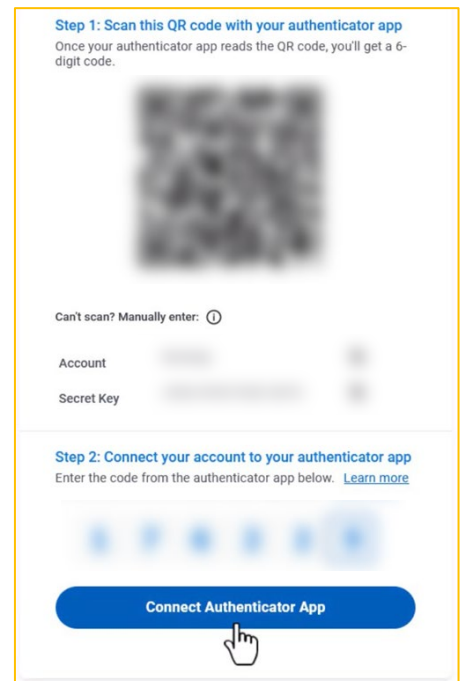 Step 1: Scan this QR code with your authenticator app
Once your authenticator app reads the QR code, you'll get a 6-
digit code.
Can't scan? Manually enter:
Account
Secret Key
Step 2: Connect your account to your authenticator app
Enter the code from the authenticator app below. Learn more
Connect Authenticator App